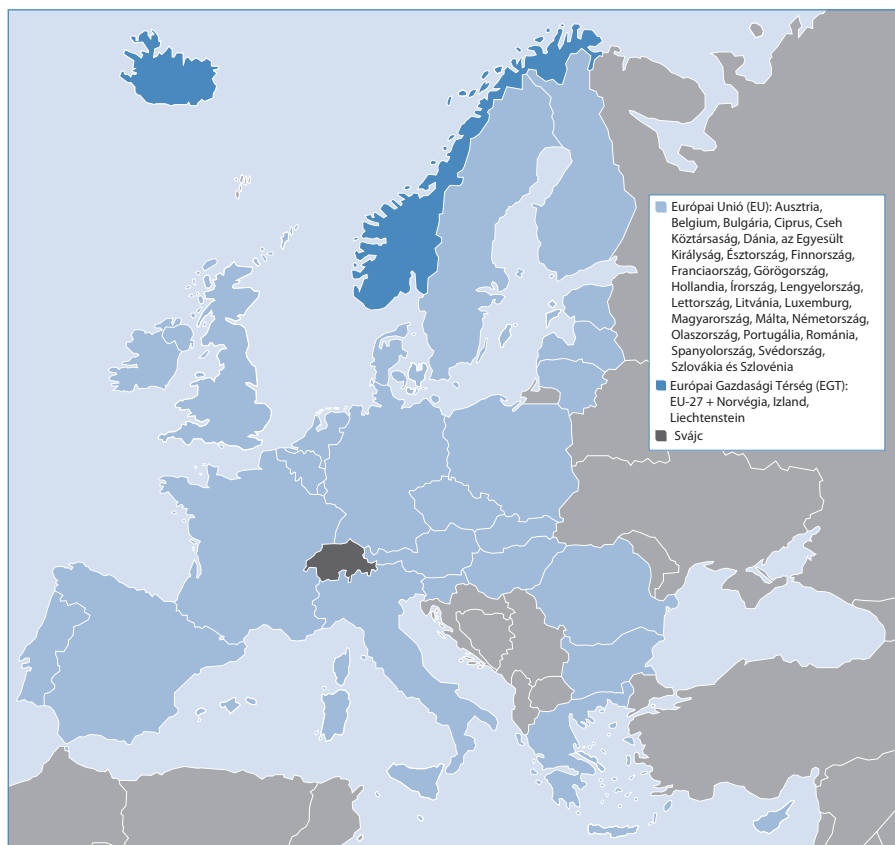 Európai Unió (EU): Ausztria,
Belgium, Bulgária, Ciprus, Cseh
Köztársaság, Dánia, az Egyesült
Királyság, Észtország, Finnország,
Franciaország, Görögország,
Hollandia, Írország, Lengyelország,
Lettország, Litvánia, Luxemburg,
Magyarország, Málta, Németország,
Olaszország, Portugália, Románia,
Spanyolország, Svédország,
Szlovákia és Szlovénia
Európai Gazdasági Térség (EGT):
EU-27 + Norvégia, Izland,
Liechtenstein
Svájc